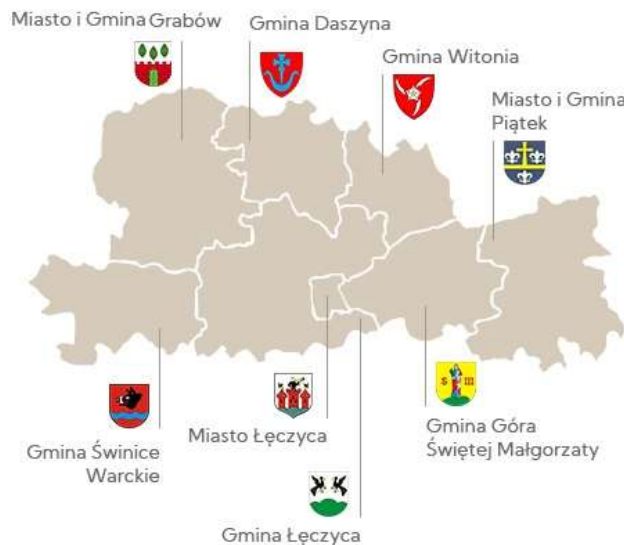 Miasto i Gmina Grabów
Gmina Daszyna
Gmina Witonia
Miasto i Gmina
Piątek
S III
Gmina Świnice
Warckie
Miasto Łęczyca
Gmina Góra
Świętej Małgorzaty
Gmina Łęczyca